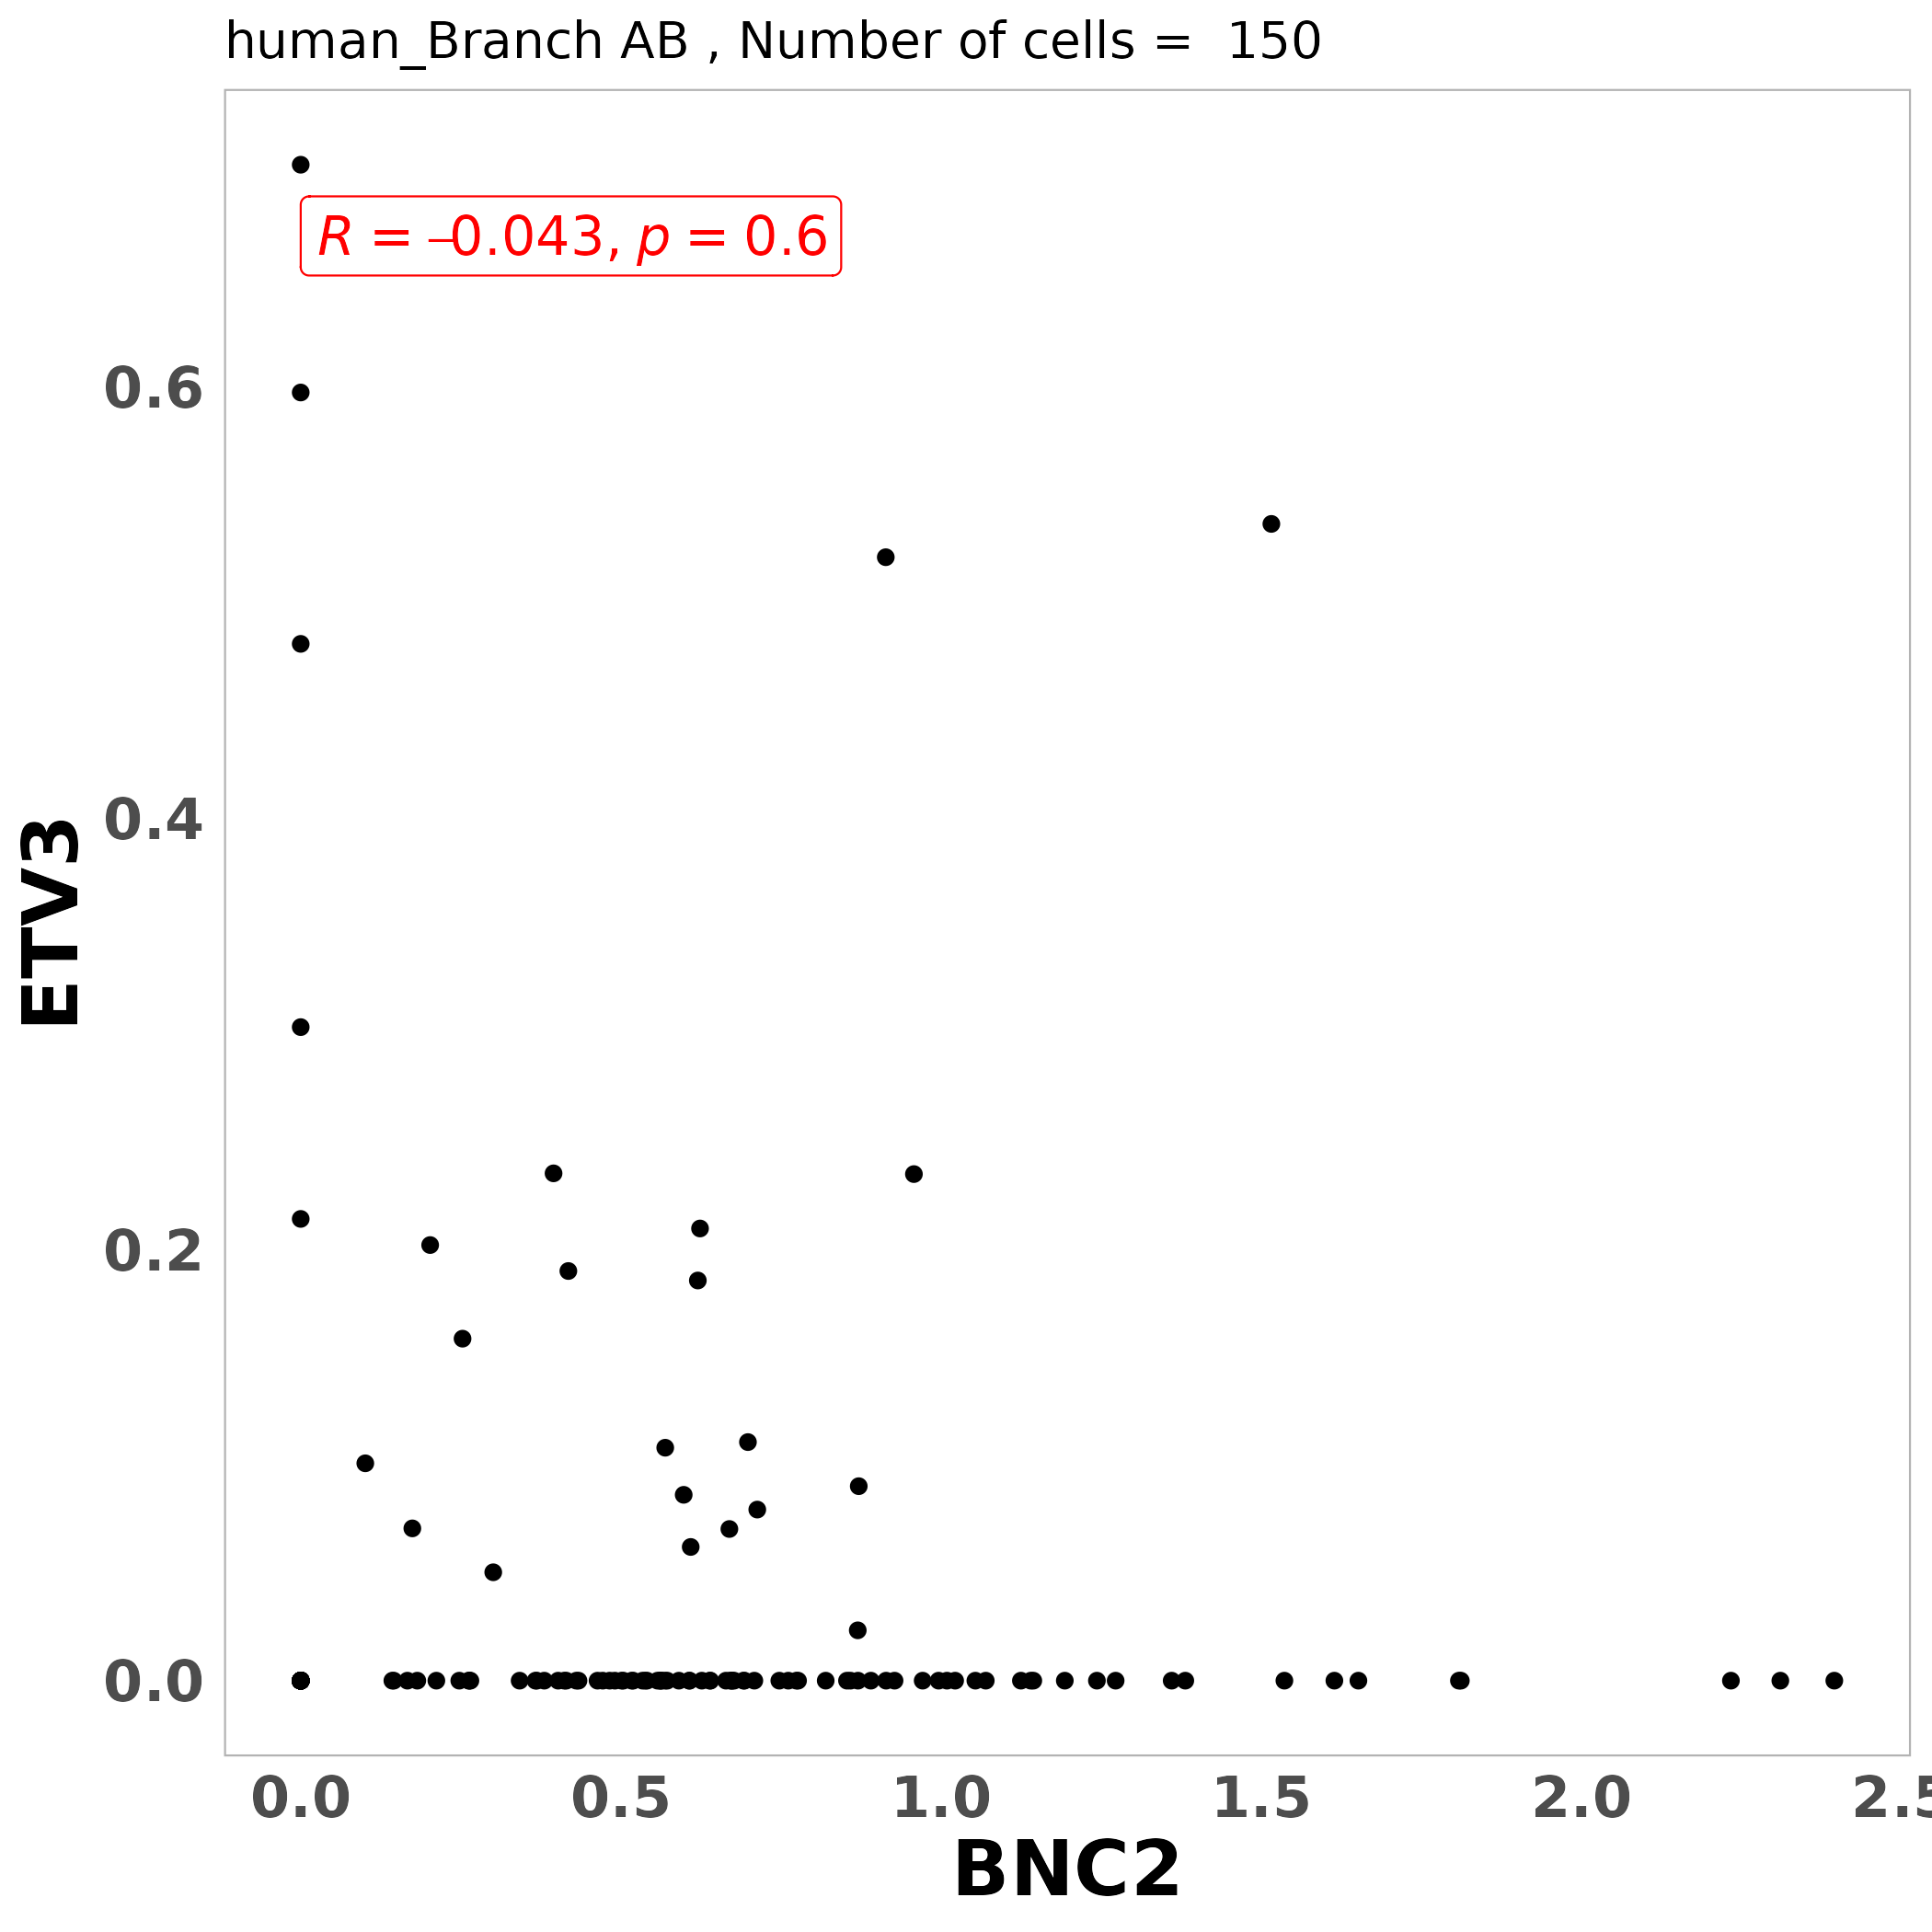 human_Branch AB , Number of cells =  150
R = –0.043, p = 0.6
0.6
0.4
0.2
0.0
ETV3
0.0 0.5 1.0 1.5 2.0 2.5
BNC2